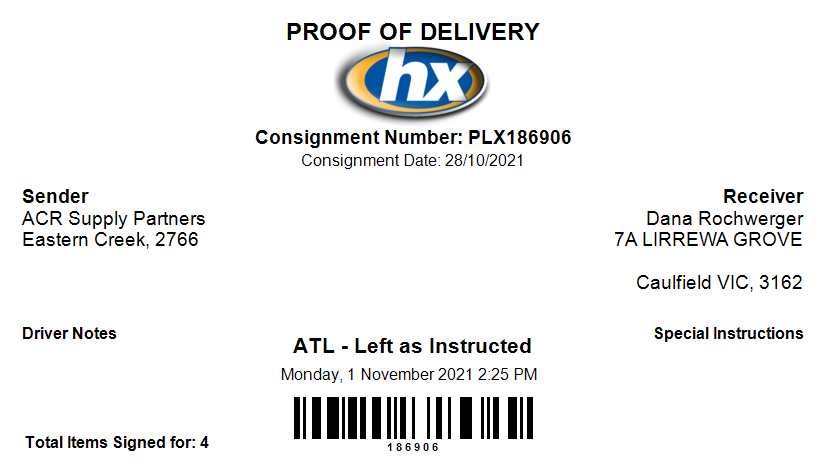 PROOF OF DELIVERY
hx
Consignment Number: PLX186906
Consignment Date: 28/10/2021
Sender
ACR Supply Partners
Eastern Creek, 2766
Receiver
Dana Rochwerger
7A LIRREWA GROVE
Caulfield VIC, 3162
Driver Notes
Special Instructions
ATL - Left as Instructed
Monday, 1 November 2021 2:25 PM
186906
Total Items Signed for: 4